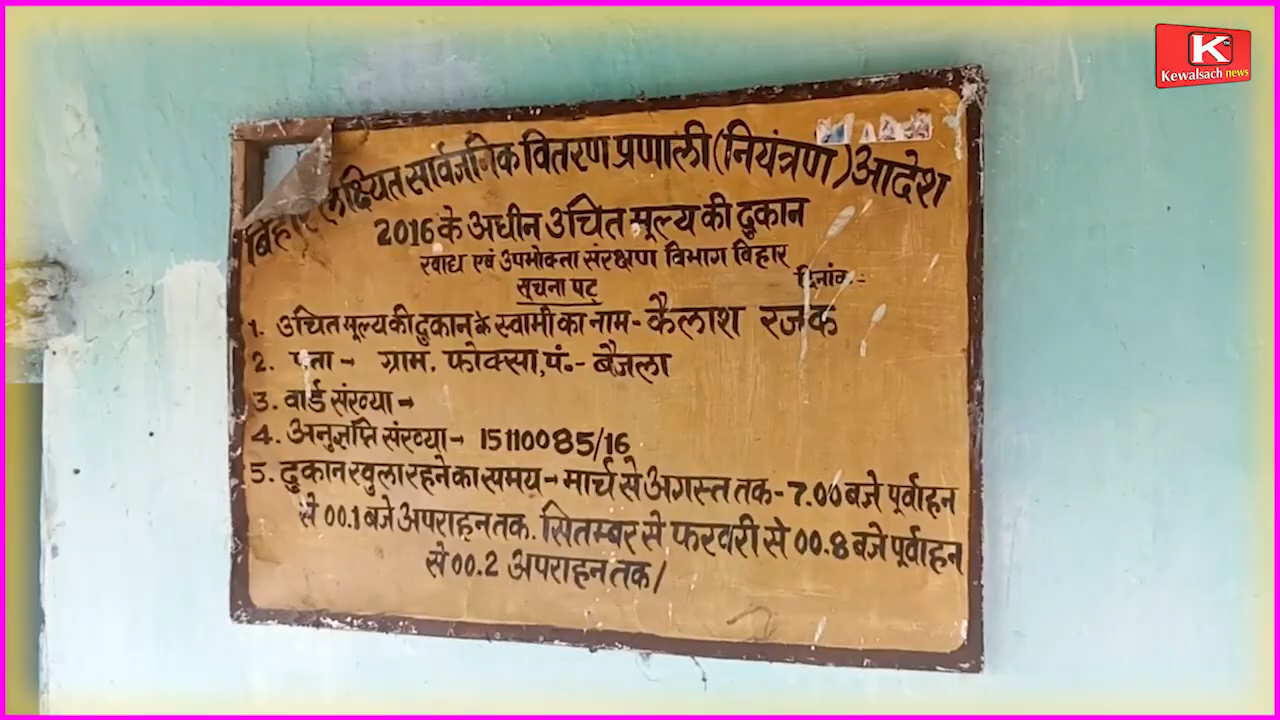 बिहार लक्षियत सार्वजनिक वितरण प्रणाली (नियंत्रण) आदेश
2016 के अधीन उचित मूल्य की दुकान
खाद्य एवं उपभोक्ता संरक्षण विभाग बिहार
सूचना पट्
दिनांक:-
1. उचित मूल्य की दुकान के स्वामी का नाम - कैलाश रजक
2. पता → ग्राम. फोक्सा, पं॰- बैजला
3. वार्ड संख्या →
4. अनुज्ञप्ति संख्या → 15110085/16
5. दुकान खुला रहने का समय → मार्च से अगस्त तक - 7.00 बजे पूर्वाहन
से 00.1 बजे अपराहन तक. सितम्बर से फरवरी से 00.8 बजे पूर्वाहन
से 00.2 अपराहन तक/
K
Kewalsach news